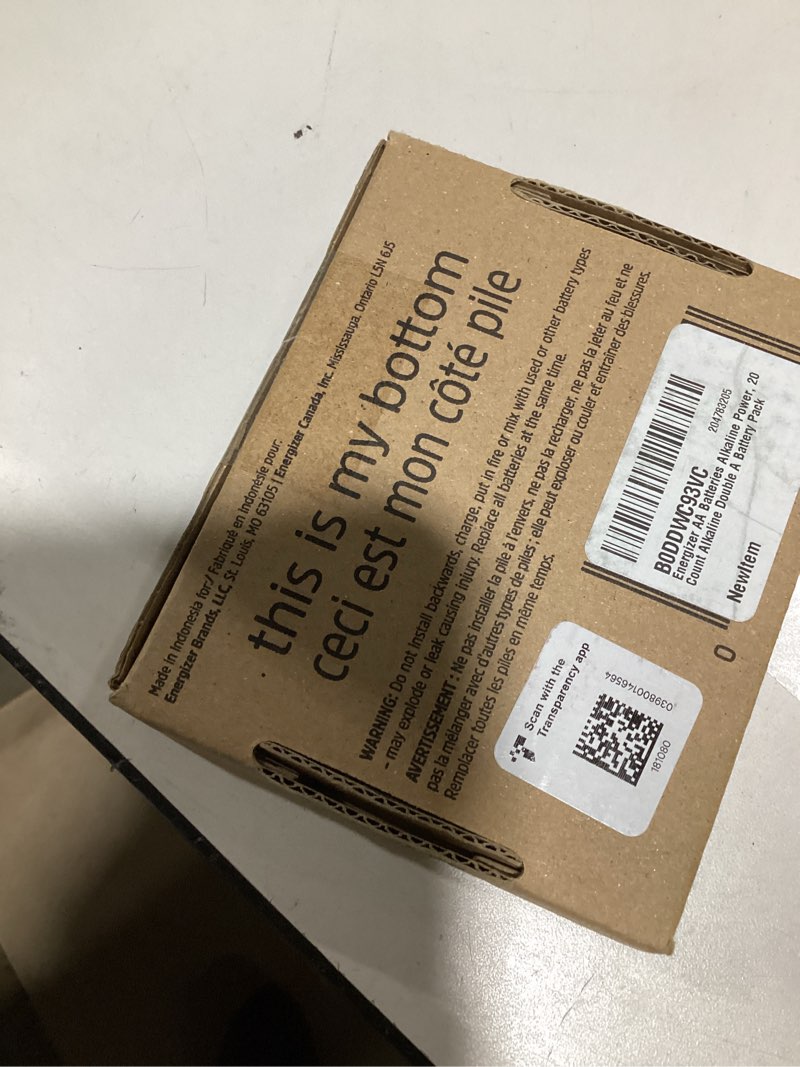 Made in Indonesia for:/ Fabriqué en Indonésie pour:
Energizer Brands, LLC, St. Louis, MO 63105 | Energizer Canada, Inc. Mississauga, Ontario L5N 6J5
this is my bottom
ceci est mon côté pile
WARNING: Do not install backwards, charge, put in fire or mix with used or other battery types
- may explode or leak causing injury. Replace all batteries at the same time.
AVERTISSEMENT : Ne pas installer la pile à l'envers, ne pas la recharger, ne pas la jeter au feu et ne
pas la mélanger avec d'autres types de piles : elle peut exploser ou couler et entraîner des blessures.
Remplacer toutes les piles en même temps.
Scan with the
Transparency app
039800146564
181080
B0DDWC93VC
204783205
Energizer AA Batteries Alkaline Power, 20
Count Alkaline Double A Battery Pack
NewItem
0